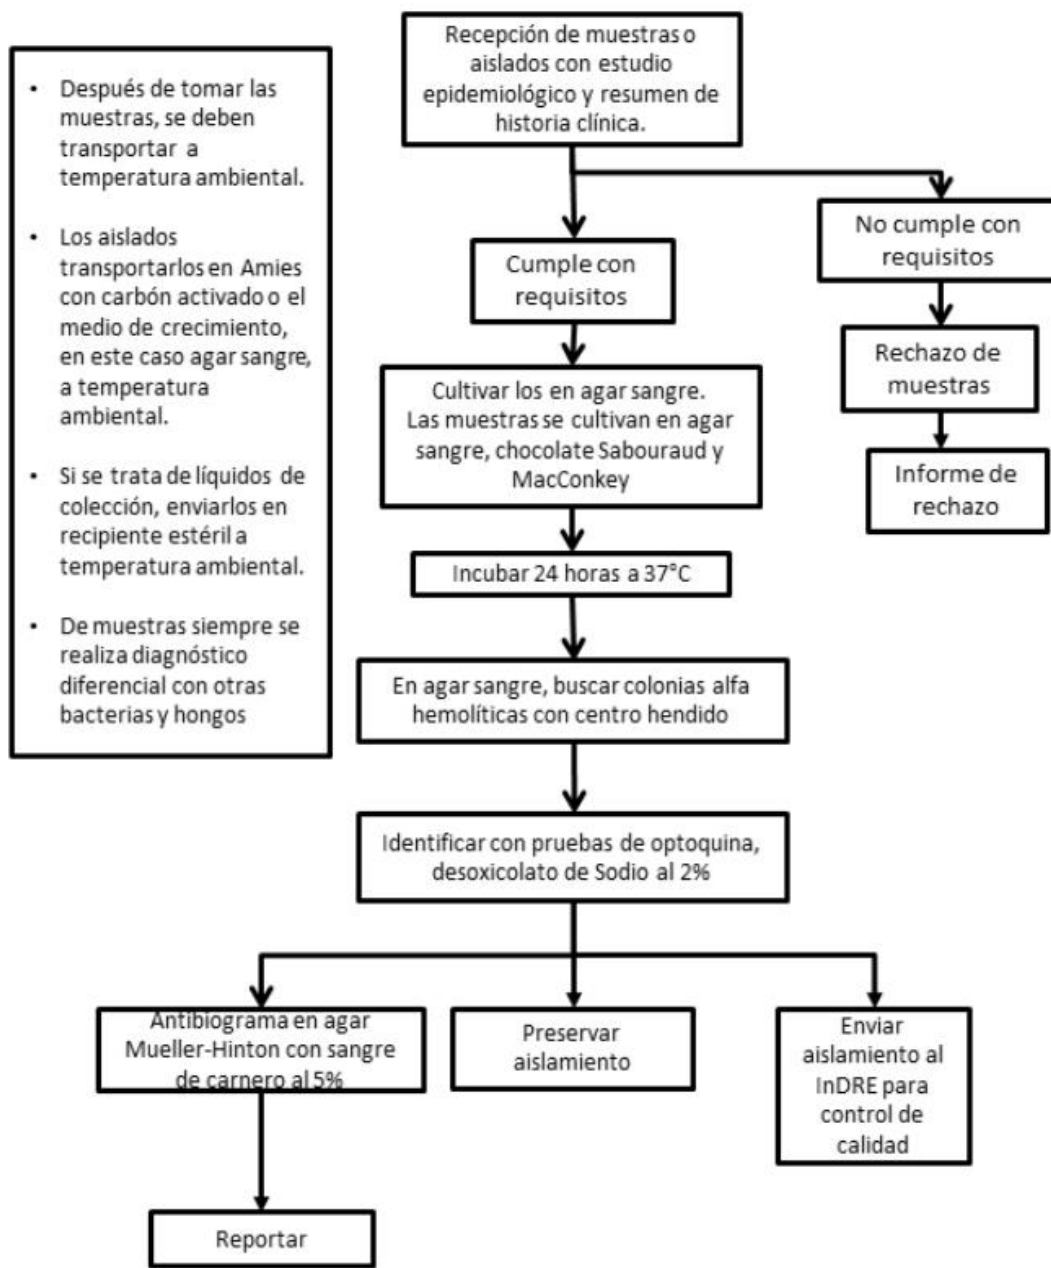 Recepción de muestras o
aislados con estudio
epidemiológico y resumen de
historia clínica.
• Después de tomar las
muestras, se deben
transportar a
temperatura ambiental.
• Los aislados
transportarlos en Amies
con carbón activado o el
medio de crecimiento,
en este caso agar sangre,
a temperatura
ambiental.
• Si se trata de líquidos de
colección, enviarlos en
recipiente estéril a
temperatura ambiental.
• De muestras siempre se
realiza diagnóstico
diferencial con otras
bacterias y hongos
No cumple con
requisitos
Cumple con
requisitos
Rechazo de
muestras
Informe de
rechazo
Cultivar los en agar sangre.
Las muestras se cultivan en agar
sangre, chocolate Sabouraud y
MacConkey
Incubar 24 horas a 37°C
En agar sangre, buscar colonias alfa
hemolíticas con centro hendido
Identificar con pruebas de optoquina,
desoxicolato de Sodio al 2%
Antibiograma en agar
Mueller-Hinton con sangre
de carnero al 5%
Preservar
aislamiento
Enviar
aislamiento al
InDRE para
control de
calidad
Reportar